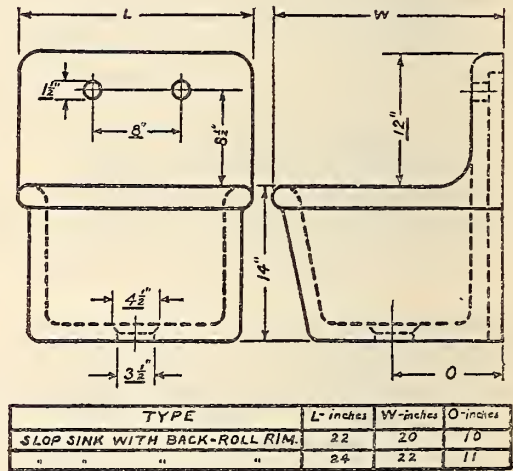 L W
1½"
8"
8½"
12"
14"
4½"
3½"
O
TYPE L-inches W-inches O-inches
SLOP SINK WITH BACK-ROLL RIM. 22 20 10
" " " " 24 22 11